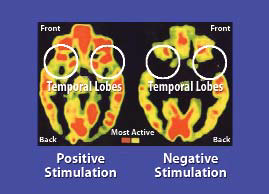 Front Front
Temporal Lobes Temporal Lobes
Most Active
Back Back
Positive Negative
Stimulation Stimulation